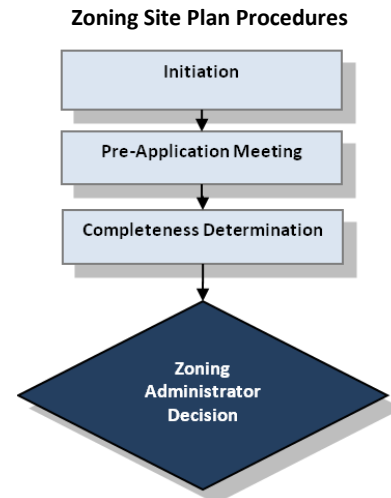 Zoning Site Plan Procedures
Initiation
Pre-Application Meeting
Completeness Determination
Zoning
Administrator
Decision